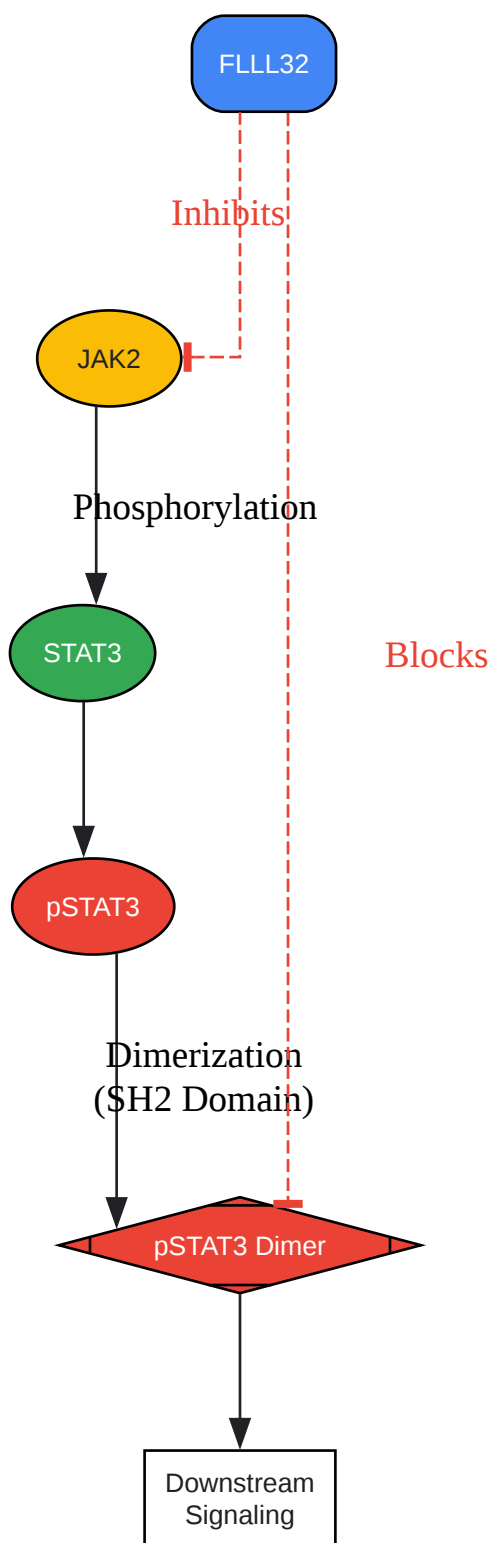 FLLL32
Inhibits
JAK2
Phosphorylation
STAT3
Blocks
pSTAT3
Dimerization
(SH2 Domain)
pSTAT3 Dimer
Downstream
Signaling